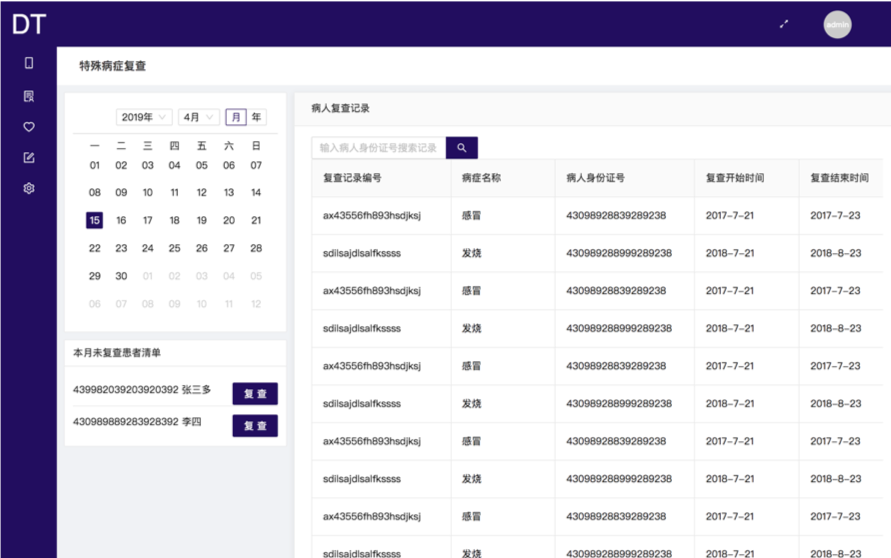 DT
admin
特殊病症复查
2019年 4月 月 年
一 二 三 四 五 六 日
01 02 03 04 05 06 07
08 09 10 11 12 13 14
15 16 17 18 19 20 21
22 23 24 25 26 27 28
29 30 01 02 03 04 05
06 07 08 09 10 11 12
本月未复查患者清单
439982039203920392 张三多 复 查
430989889283928392 李四 复 查
病人复查记录
输入病人身份证号搜索记录
复查记录编号 病症名称 病人身份证号 复查开始时间 复查结束时间
ax43556fh893hsdjksj 感冒 43098928839289238 2017-7-21 2017-7-23
sdilsajdlsalfkssss 发烧 430989288999289238 2018-7-21 2018-8-23
ax43556fh893hsdjksj 感冒 43098928839289238 2017-7-21 2017-7-23
sdilsajdlsalfkssss 发烧 430989288999289238 2018-7-21 2018-8-23
ax43556fh893hsdjksj 感冒 43098928839289238 2017-7-21 2017-7-23
sdilsajdlsalfkssss 发烧 430989288999289238 2018-7-21 2018-8-23
ax43556fh893hsdjksj 感冒 43098928839289238 2017-7-21 2017-7-23
sdilsajdlsalfkssss 发烧 430989288999289238 2018-7-21 2018-8-23
ax43556fh893hsdjksj 感冒 43098928839289238 2017-7-21 2017-7-23
sdilsajdlsalfkssss 发烧 430989288999289238 2018-7-21 2018-8-23